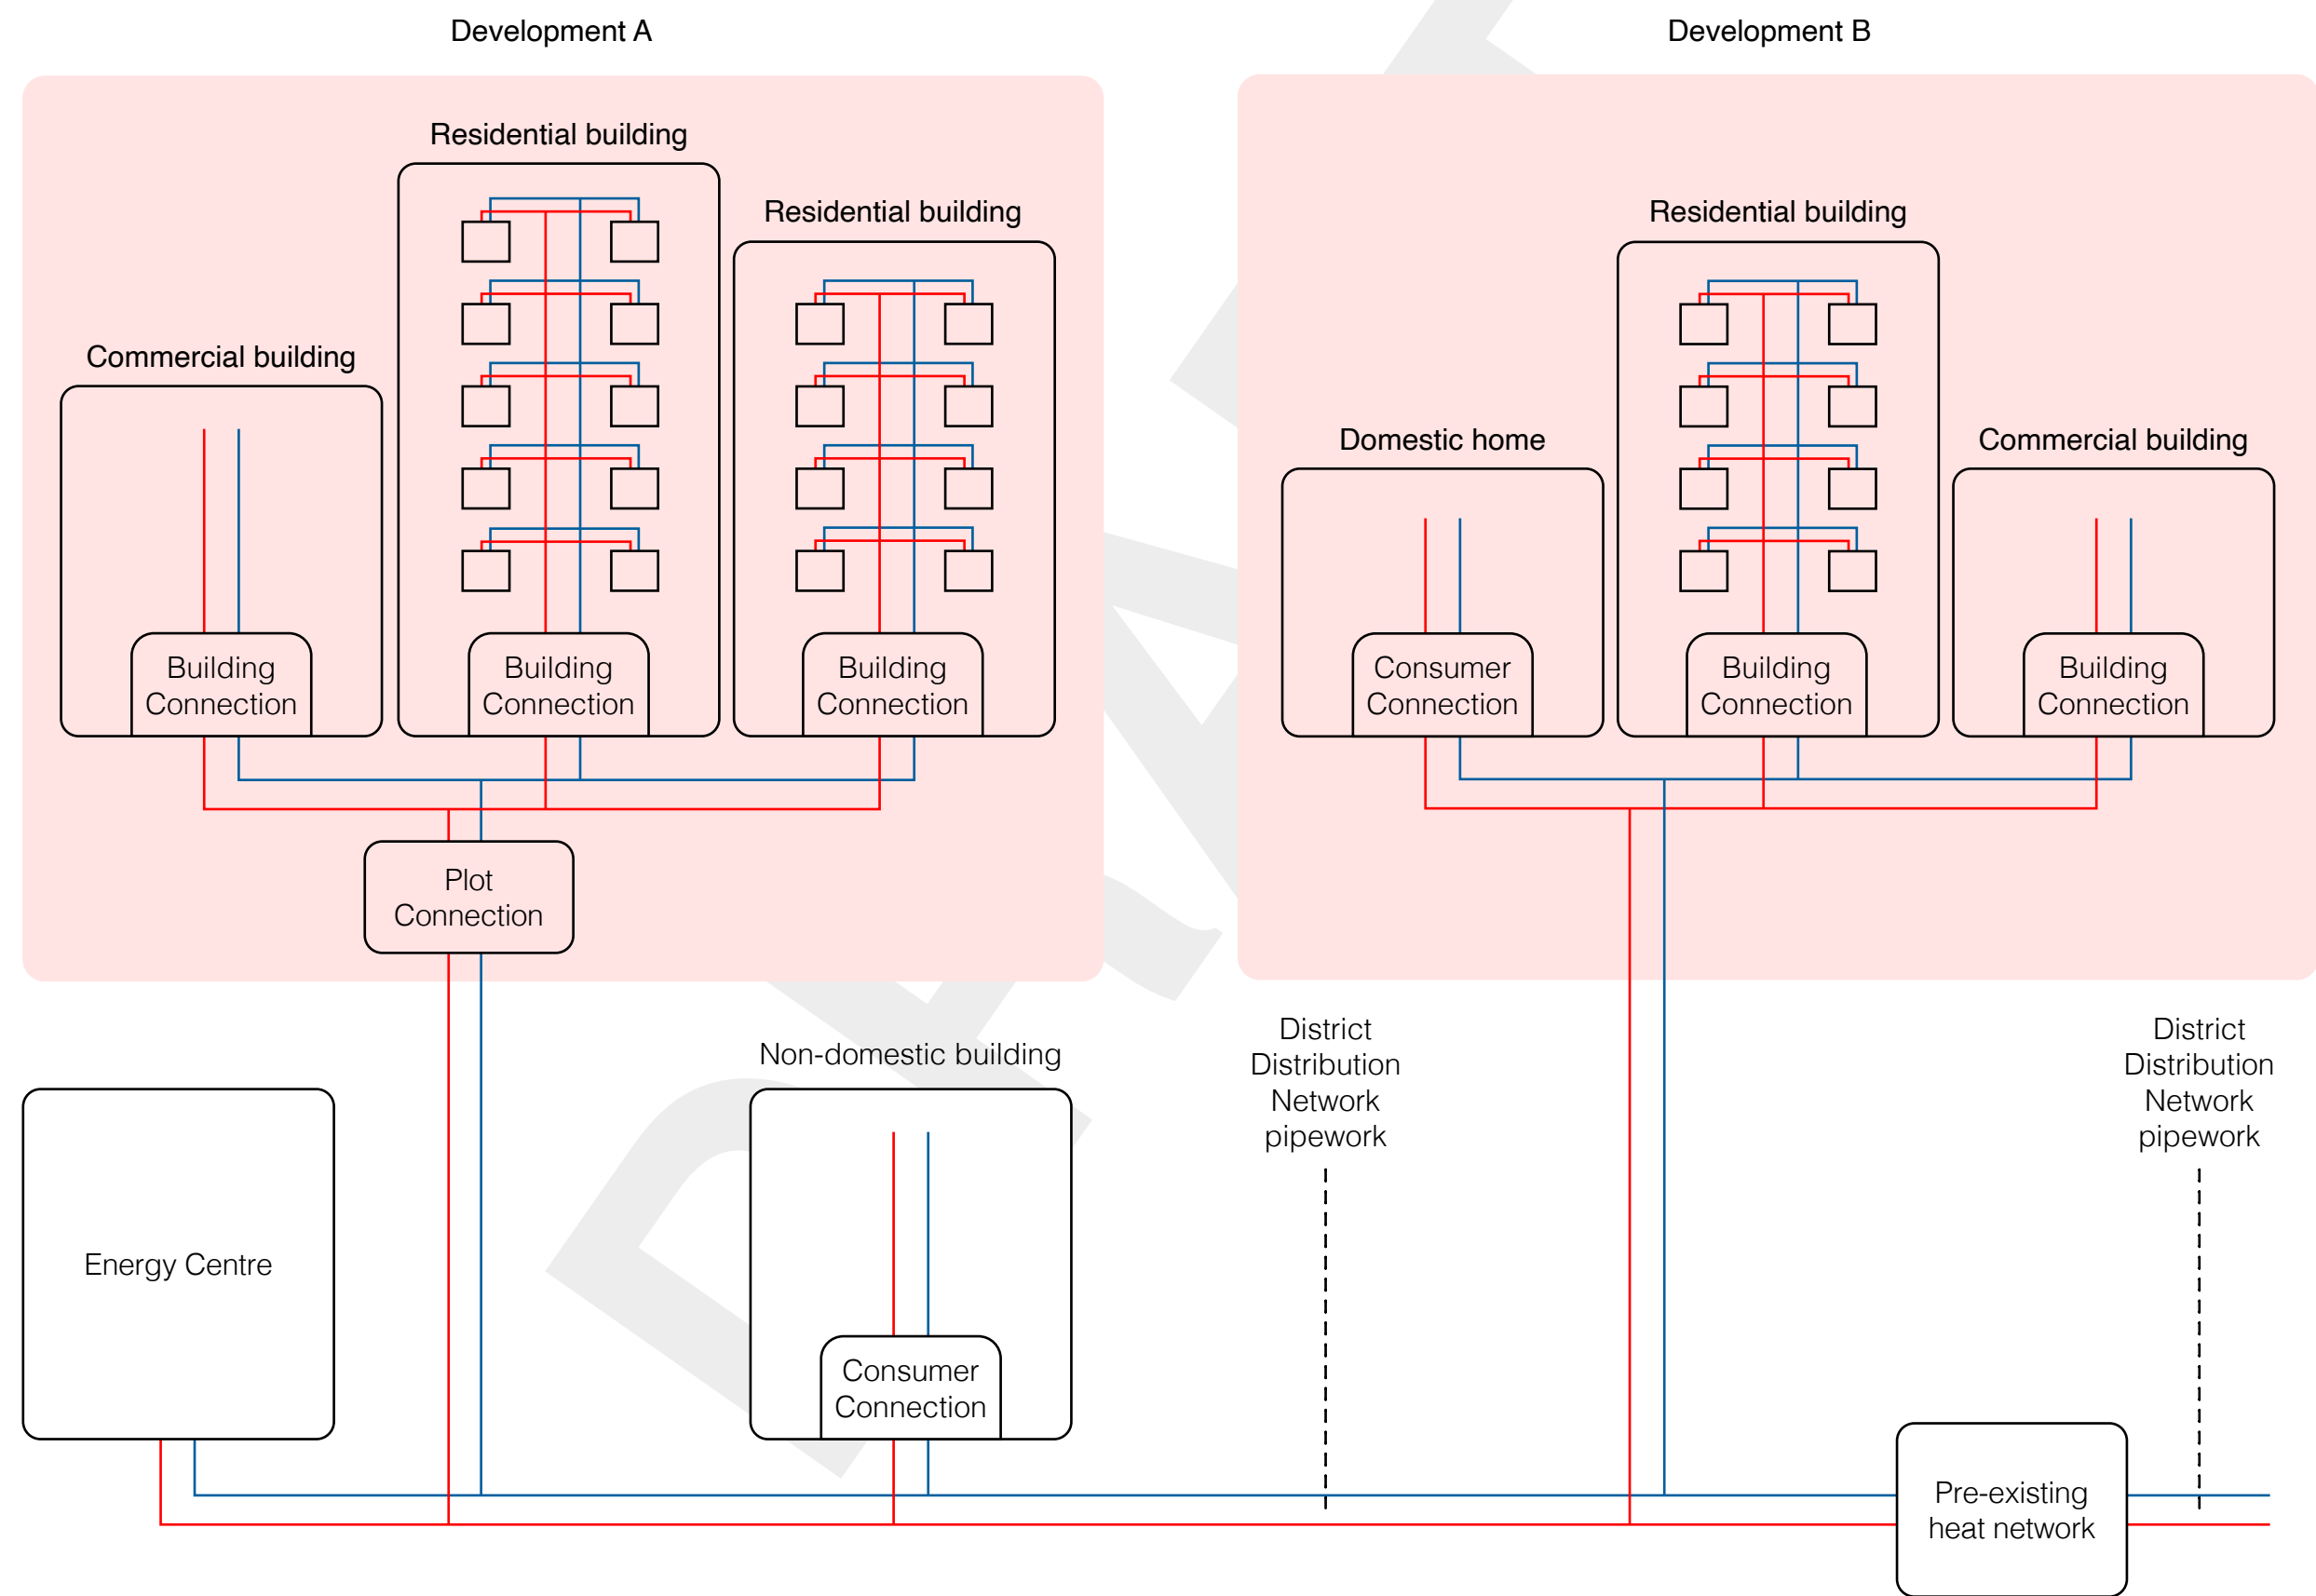 Development A
Development B
Residential building
Residential building
Residential building
Commercial building
Domestic home
Commercial building
Building
Connection
Building
Connection
Building
Connection
Consumer
Connection
Building
Connection
Building
Connection
Plot
Connection
District
Distribution
Network
pipework
District
Distribution
Network
pipework
Non-domestic building
Energy Centre
Consumer
Connection
Pre-existing
heat network